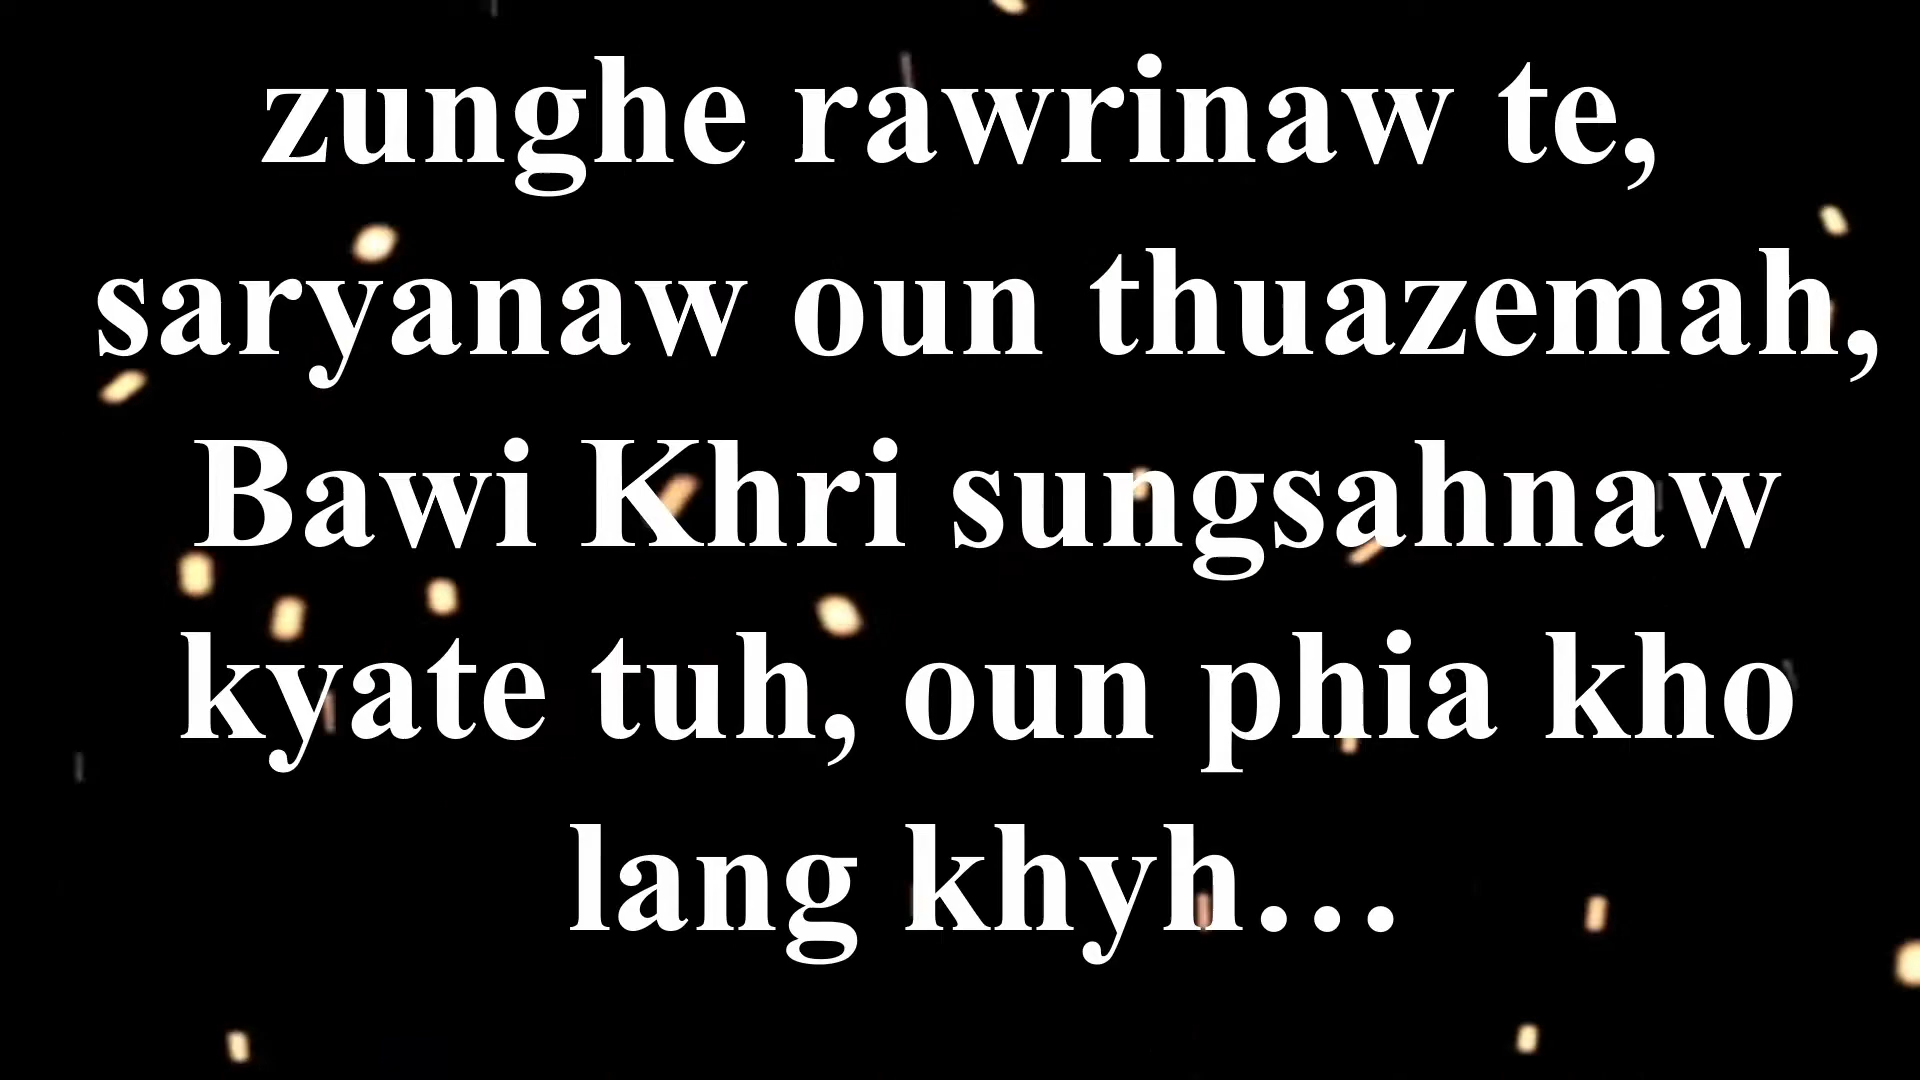 zunghe rawrinaw te,
saryanaw oun thuazemah,
Bawi Khri sungsahnaw
kyate tuh, oun phia kho
lang khyh…